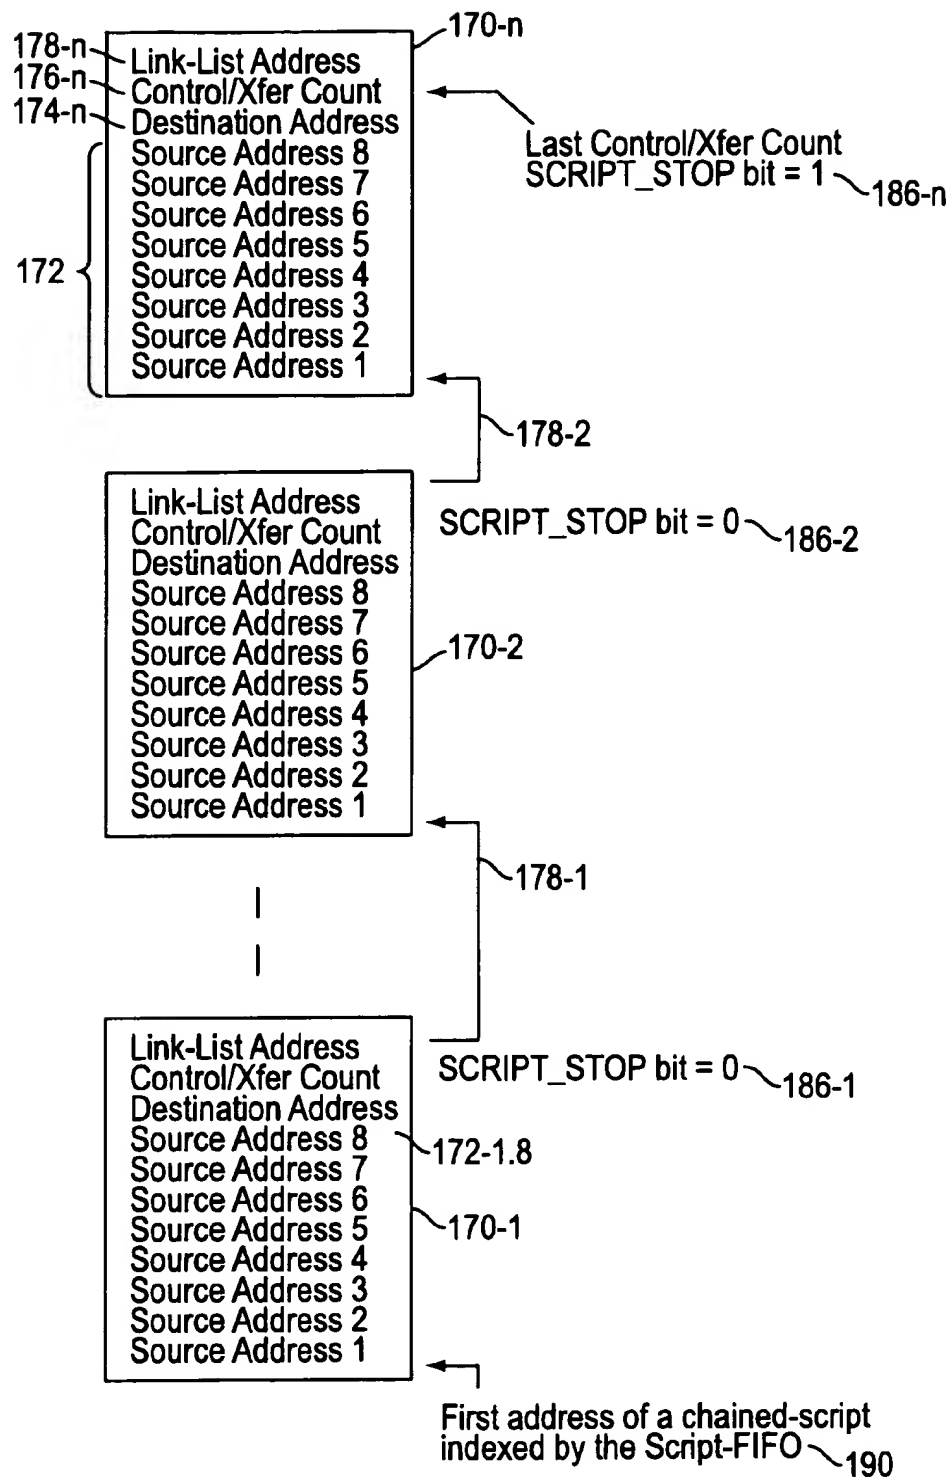 170-n
178-n
Link-List Address
176-n
Control/Xfer Count
174-n
Destination Address
Source Address 8
Source Address 7
Source Address 6
Source Address 5
Source Address 4
Source Address 3
Source Address 2
Source Address 1
172
Last Control/Xfer Count
SCRIPT_STOP bit = 1
186-n
178-2
Link-List Address
Control/Xfer Count
Destination Address
Source Address 8
Source Address 7
Source Address 6
Source Address 5
Source Address 4
Source Address 3
Source Address 2
Source Address 1
SCRIPT_STOP bit = 0
186-2
170-2
178-1
Link-List Address
Control/Xfer Count
Destination Address
Source Address 8
Source Address 7
Source Address 6
Source Address 5
Source Address 4
Source Address 3
Source Address 2
Source Address 1
SCRIPT_STOP bit = 0
186-1
172-1.8
170-1
First address of a chained-script
indexed by the Script-FIFO
190